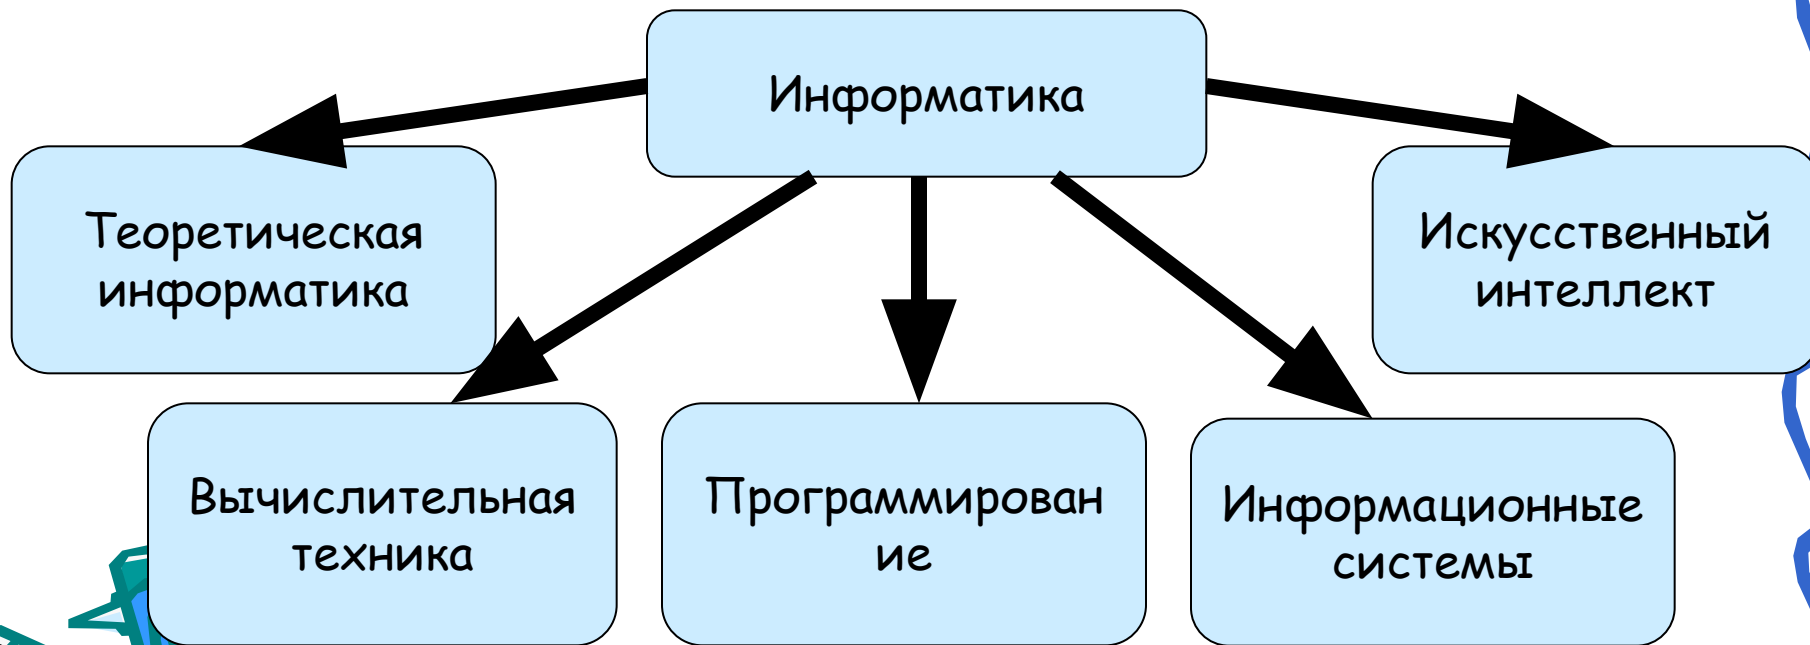 Информатика
Теоретическая
информатика
Искусственный
интеллект
Вычислительная
техника
Программирован
ие
Информационные
системы